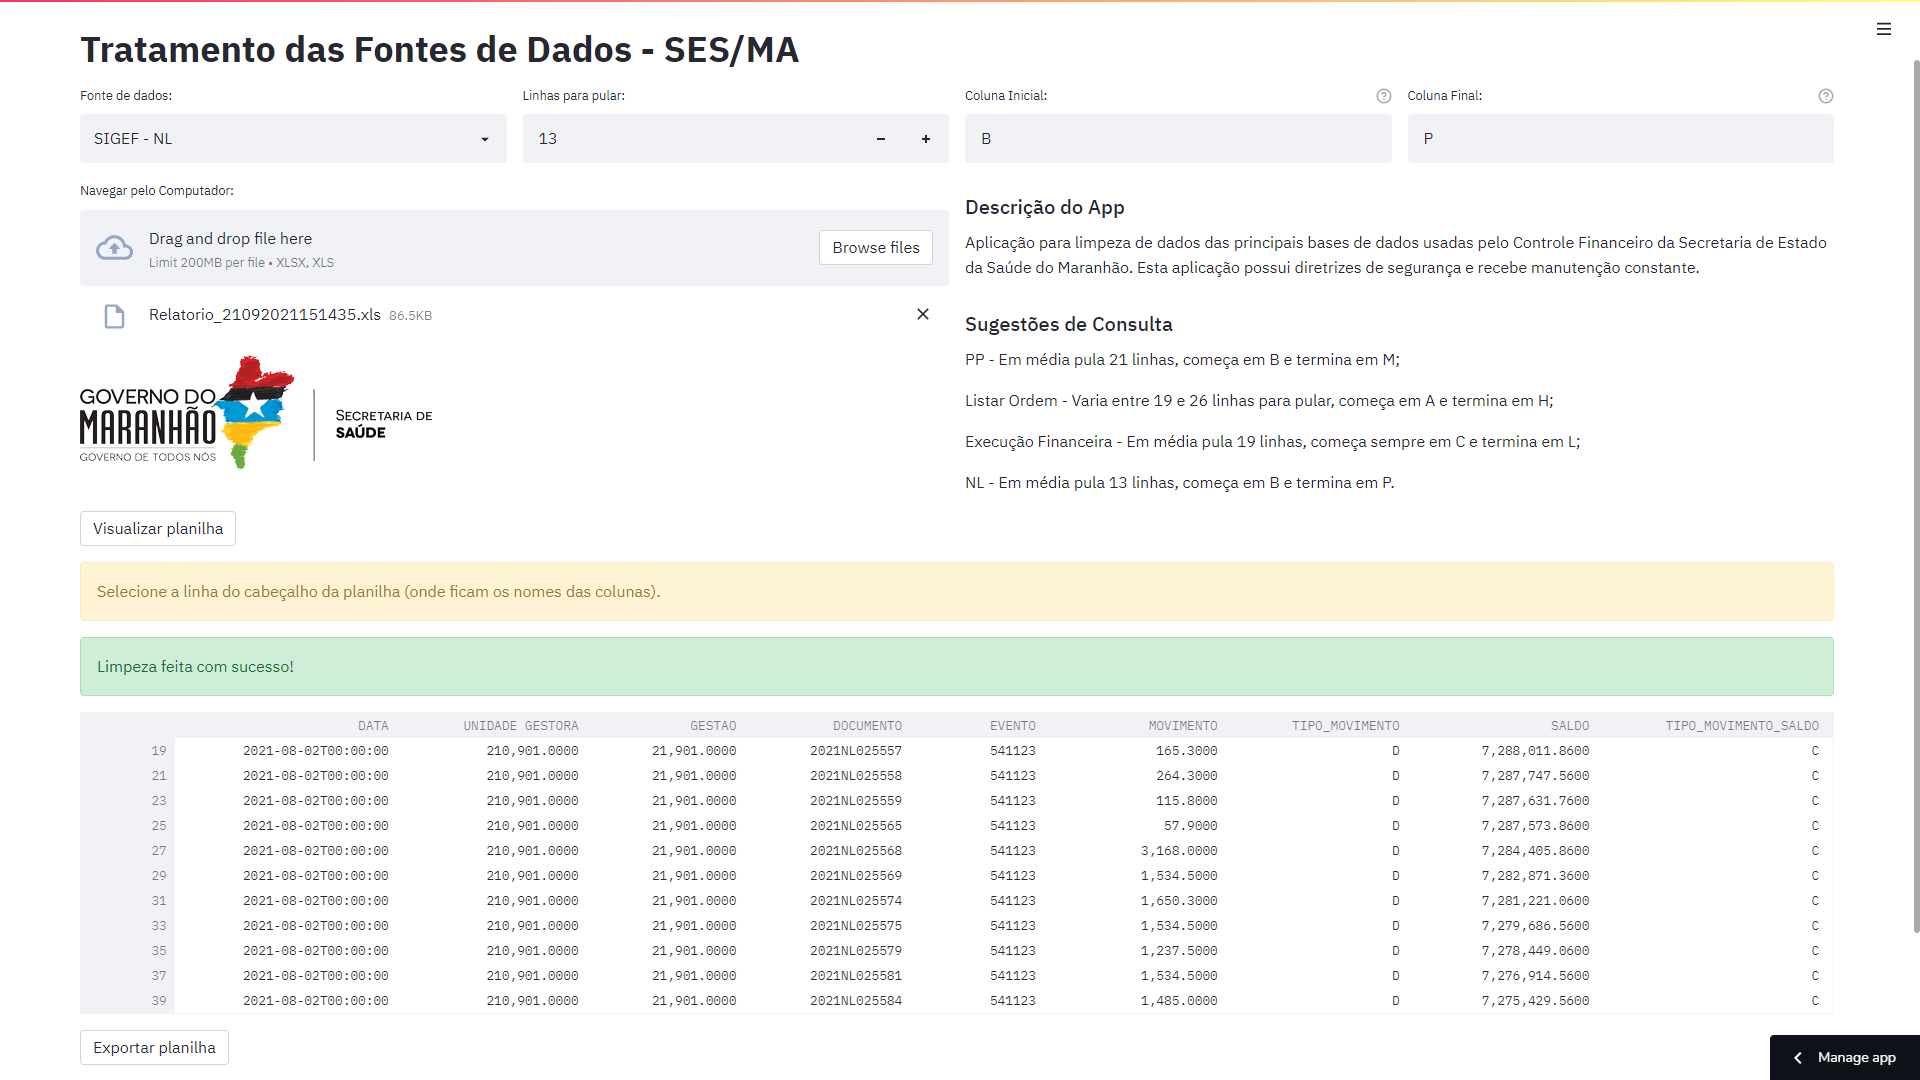 Tratamento das Fontes de Dados - SES/MA
Fonte de dados:
Linhas para pular:
Coluna Inicial:
Coluna Final:
SIGEF - NL
13
B
P
Navegar pelo Computador:
Drag and drop file here
Limit 200MB per file • XLSX, XLS
Browse files
Relatorio_21092021151435.xls 86.5KB
GOVERNO DO
MARANHÃO
GOVERNO DE TODOS NÓS
SECRETARIA DE
SAÚDE
Descrição do App
Aplicação para limpeza de dados das principais bases de dados usadas pelo Controle Financeiro da Secretaria de Estado
da Saúde do Maranhão. Esta aplicação possui diretrizes de segurança e recebe manutenção constante.
Sugestões de Consulta
PP - Em média pula 21 linhas, começa em B e termina em M;
Listar Ordem - Varia entre 19 e 26 linhas para pular, começa em A e termina em H;
Execução Financeira - Em média pula 19 linhas, começa sempre em C e termina em L;
NL - Em média pula 13 linhas, começa em B e termina em P.
Visualizar planilha
Selecione a linha do cabeçalho da planilha (onde ficam os nomes das colunas).
Limpeza feita com sucesso!
DATA UNIDADE GESTORA GESTAO DOCUMENTO EVENTO MOVIMENTO TIPO_MOVIMENTO SALDO TIPO_MOVIMENTO_SALDO
19 2021-08-02T00:00:00 210,901.0000 21,901.0000 2021NL025557 541123 165.3000 D 7,288,011.8600 C
21 2021-08-02T00:00:00 210,901.0000 21,901.0000 2021NL025558 541123 264.3000 D 7,287,747.5600 C
23 2021-08-02T00:00:00 210,901.0000 21,901.0000 2021NL025559 541123 115.8000 D 7,287,631.7600 C
25 2021-08-02T00:00:00 210,901.0000 21,901.0000 2021NL025565 541123 57.9000 D 7,287,573.8600 C
27 2021-08-02T00:00:00 210,901.0000 21,901.0000 2021NL025568 541123 3,168.0000 D 7,284,405.8600 C
29 2021-08-02T00:00:00 210,901.0000 21,901.0000 2021NL025569 541123 1,534.5000 D 7,282,871.3600 C
31 2021-08-02T00:00:00 210,901.0000 21,901.0000 2021NL025574 541123 1,650.3000 D 7,281,221.0600 C
33 2021-08-02T00:00:00 210,901.0000 21,901.0000 2021NL025575 541123 1,534.5000 D 7,279,686.5600 C
35 2021-08-02T00:00:00 210,901.0000 21,901.0000 2021NL025579 541123 1,237.5000 D 7,278,449.0600 C
37 2021-08-02T00:00:00 210,901.0000 21,901.0000 2021NL025581 541123 1,534.5000 D 7,276,914.5600 C
39 2021-08-02T00:00:00 210,901.0000 21,901.0000 2021NL025584 541123 1,485.0000 D 7,275,429.5600 C
Exportar planilha
Manage app